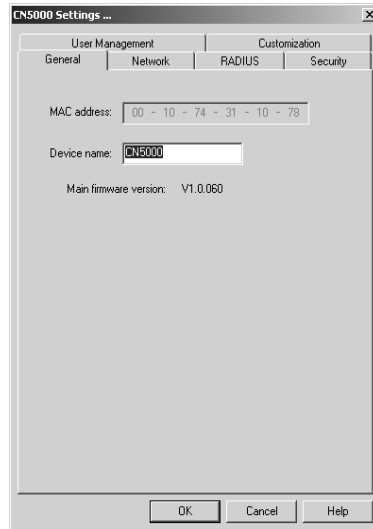 CN5000 Settings ...
User Management Customization
General Network RADIUS Security
MAC address: 00 - 10 - 74 - 31 - 10 - 78
Device name: CN5000
Main firmware version: V1.0.060
OK Cancel Help